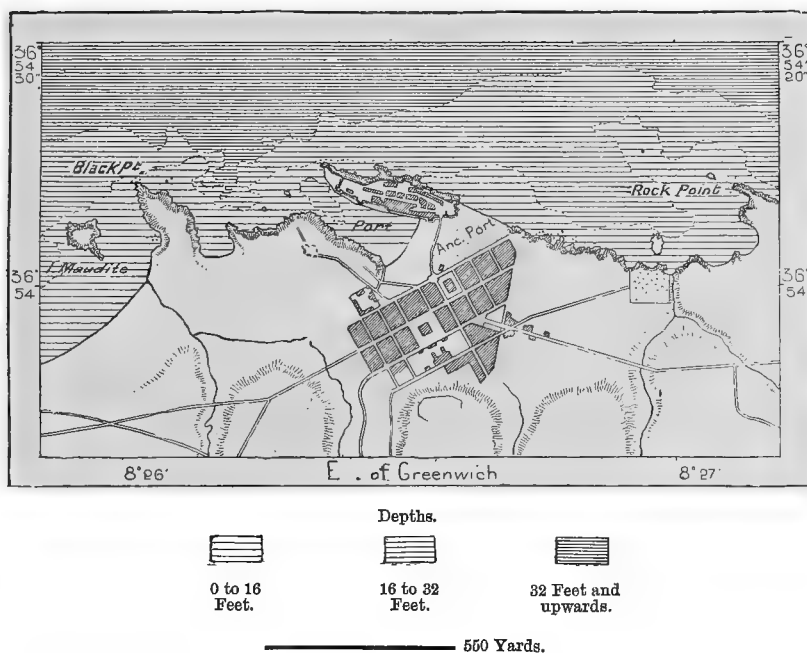 36°
54'
30"
36°
54'
20"
Black Pt.
Rock Point
Port
Anc. Port
I. Maudite
36°
54'
36°
54'
8°26'
E. of Greenwich
8°27'
Depths.
0 to 16
Feet.
16 to 32
Feet.
32 Feet and
upwards.
550 Yards.